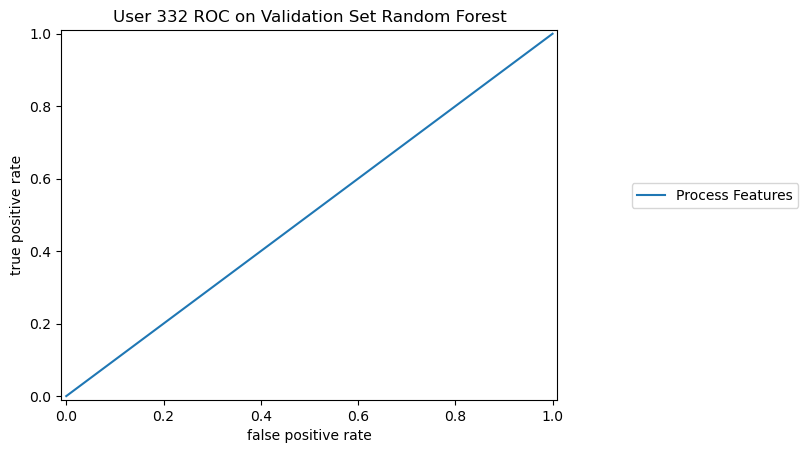 User 332 ROC on Validation Set Random Forest
1.0
0.8
0.6
0.4
0.2
0.0
true positive rate
0.0 0.2 0.4 0.6 0.8 1.0
false positive rate
Process Features